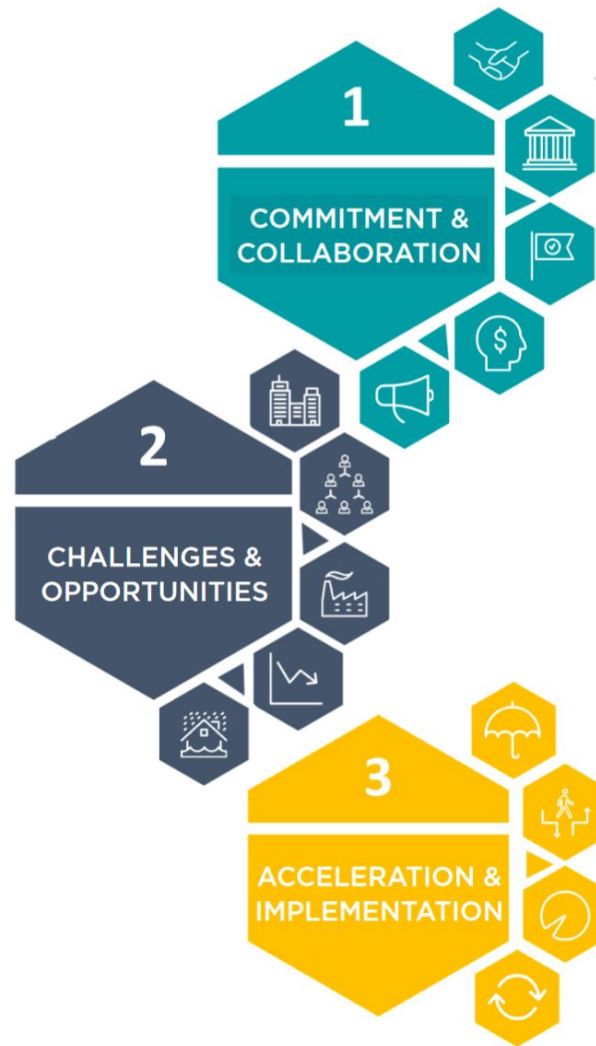 1
COMMITMENT &
COLLABORATION
$
2
CHALLENGES &
OPPORTUNITIES
3
ACCELERATION &
IMPLEMENTATION